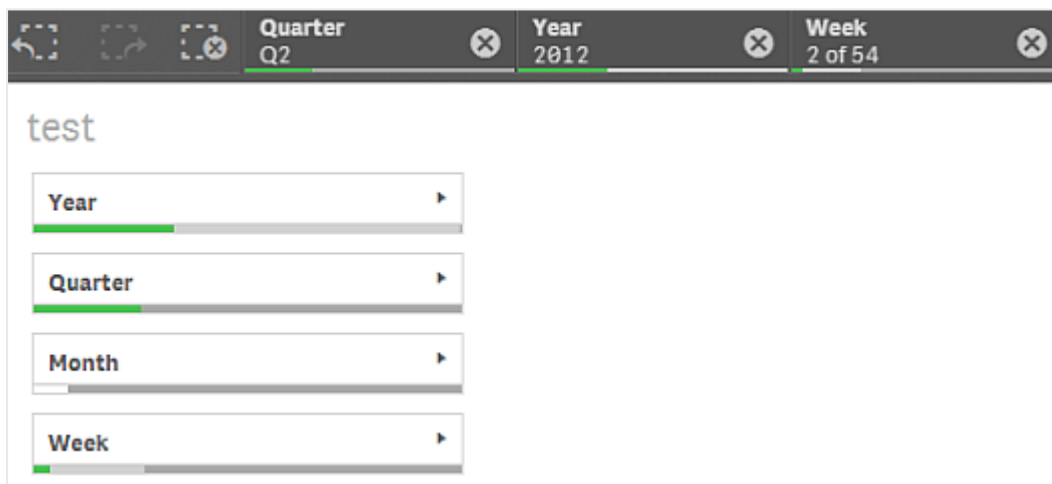 Quarter
Q2
Year
2012
Week
2 of 54
test
Year
Quarter
Month
Week